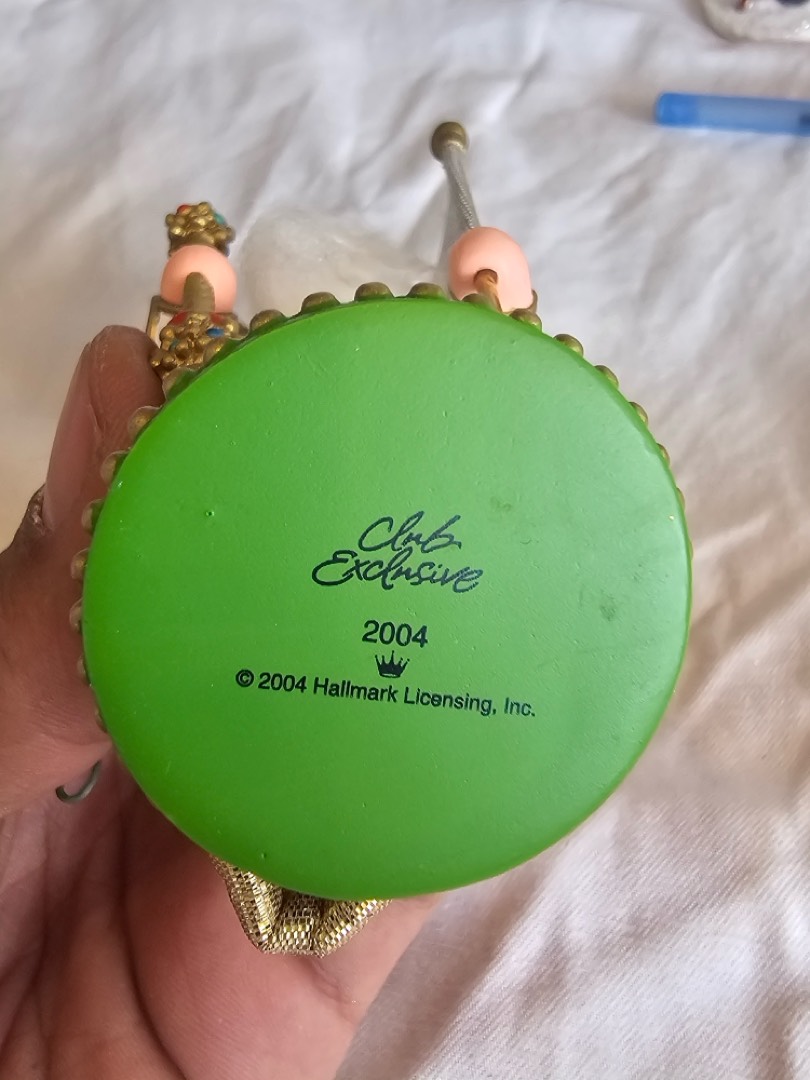 Club
Exclusive
2004
© 2004 Hallmark Licensing, Inc.